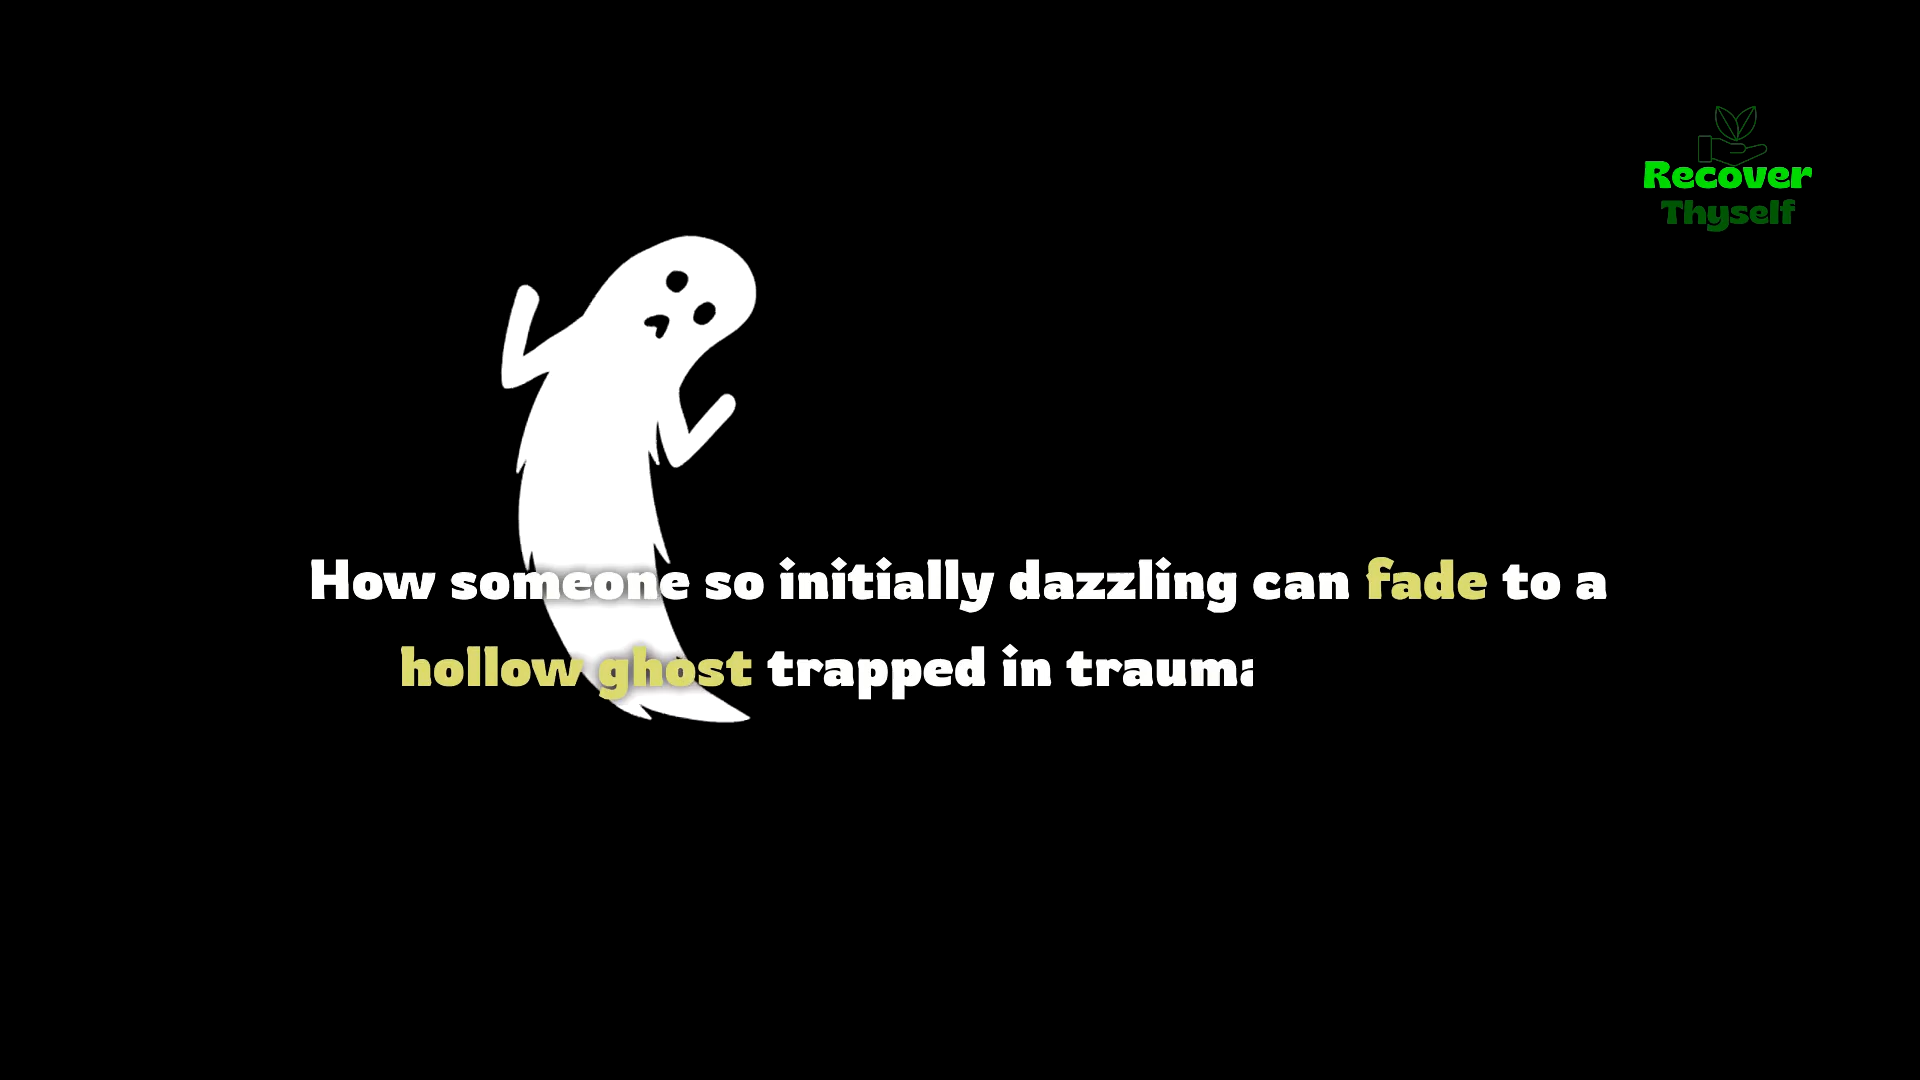 Recover
Thyself
How someone so initially dazzling can fade to a
hollow ghost trapped in trauma